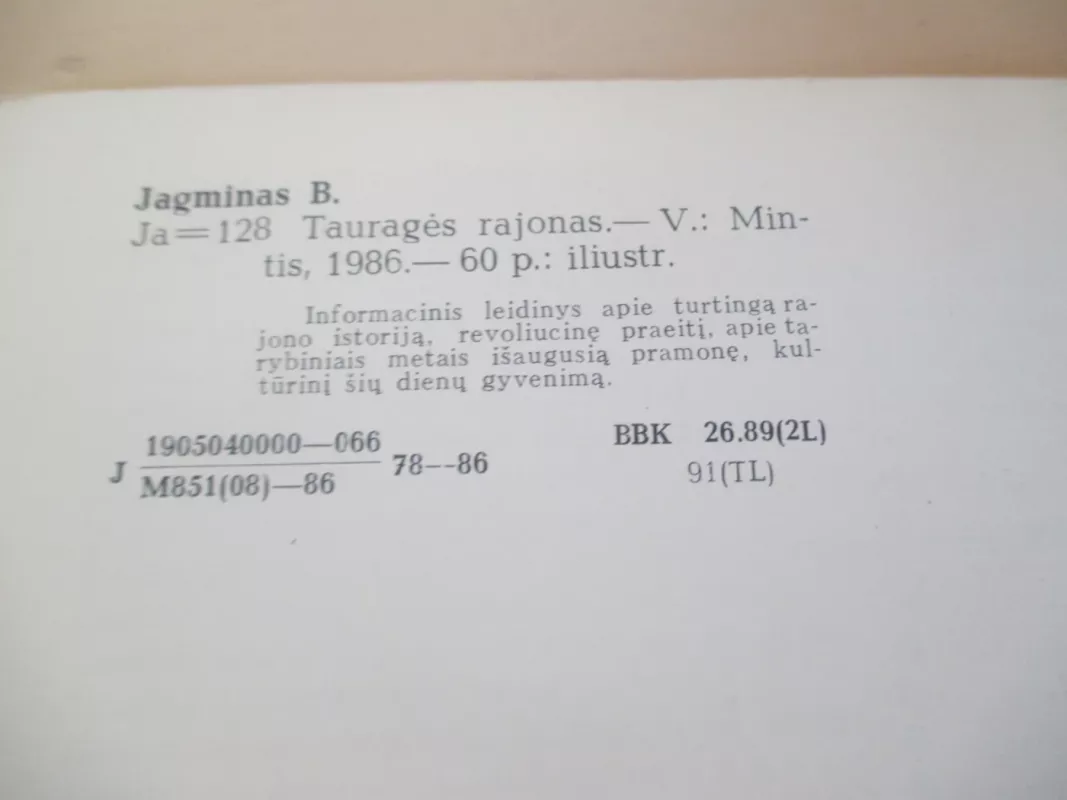 Jagminas B.
Ja=128 Tauragės rajonas.— V.: Min-
tis, 1986.— 60 p.: iliustr.
Informacinis leidinys apie turtingą ra-
jono istoriją, revoliucinę praeitį, apie ta-
rybiniais metais išaugusią pramonę, kul-
tūrinį šių dienų gyvenimą.
J 1905040000—066
M851(08)—86
78--86
BBK 26.89(2L)
91(TL)